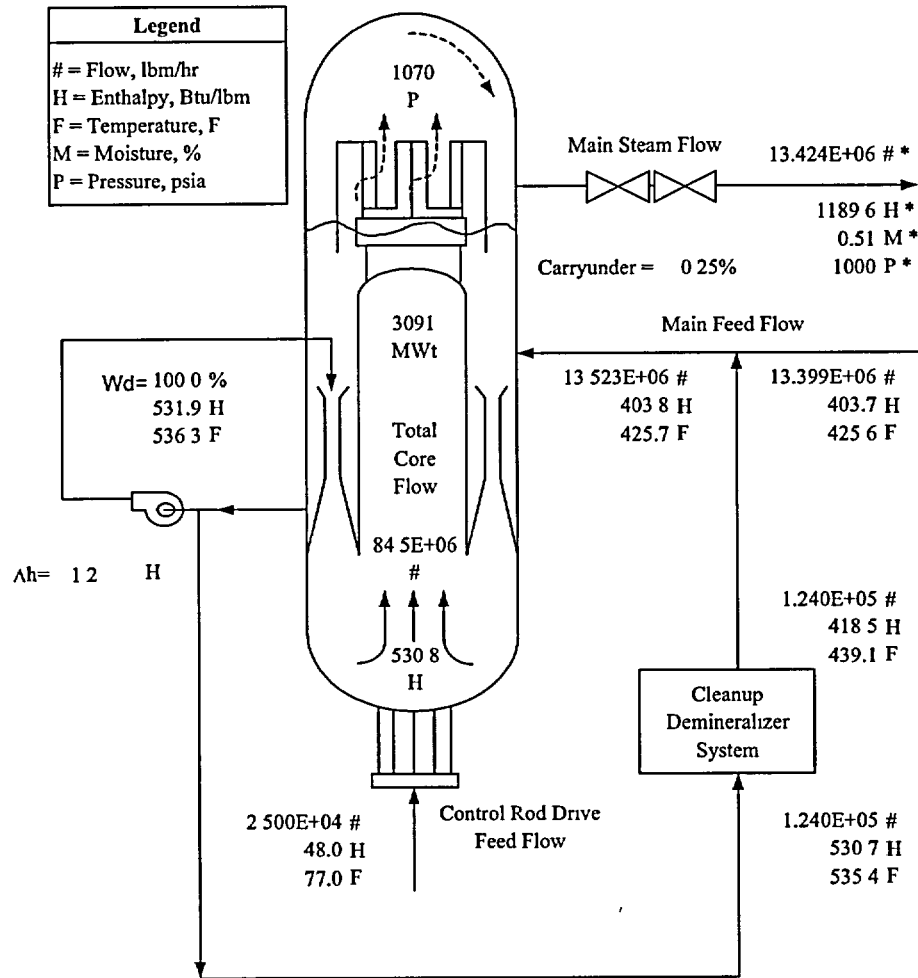 Legend
# = Flow, lbm/hr
H = Enthalpy, Btu/lbm
F = Temperature, F
M = Moisture, %
P = Pressure, psia
1070
P
Main Steam Flow
13.424E+06 # *
1189 6 H *
0.51 M *
1000 P *
Carryunder = 0 25%
3091
MWt
Main Feed Flow
Wd= 100 0 %
531.9 H
536 3 F
13 523E+06 #
403 8 H
425.7 F
13.399E+06 #
403.7 H
425 6 F
Total
Core
Flow
84 5E+06
#
Δh= 1 2 H
1.240E+05 #
418 5 H
439.1 F
530 8
H
Cleanup
Demineralizer
System
Control Rod Drive
Feed Flow
2 500E+04 #
48.0 H
77.0 F
1.240E+05 #
530 7 H
535 4 F